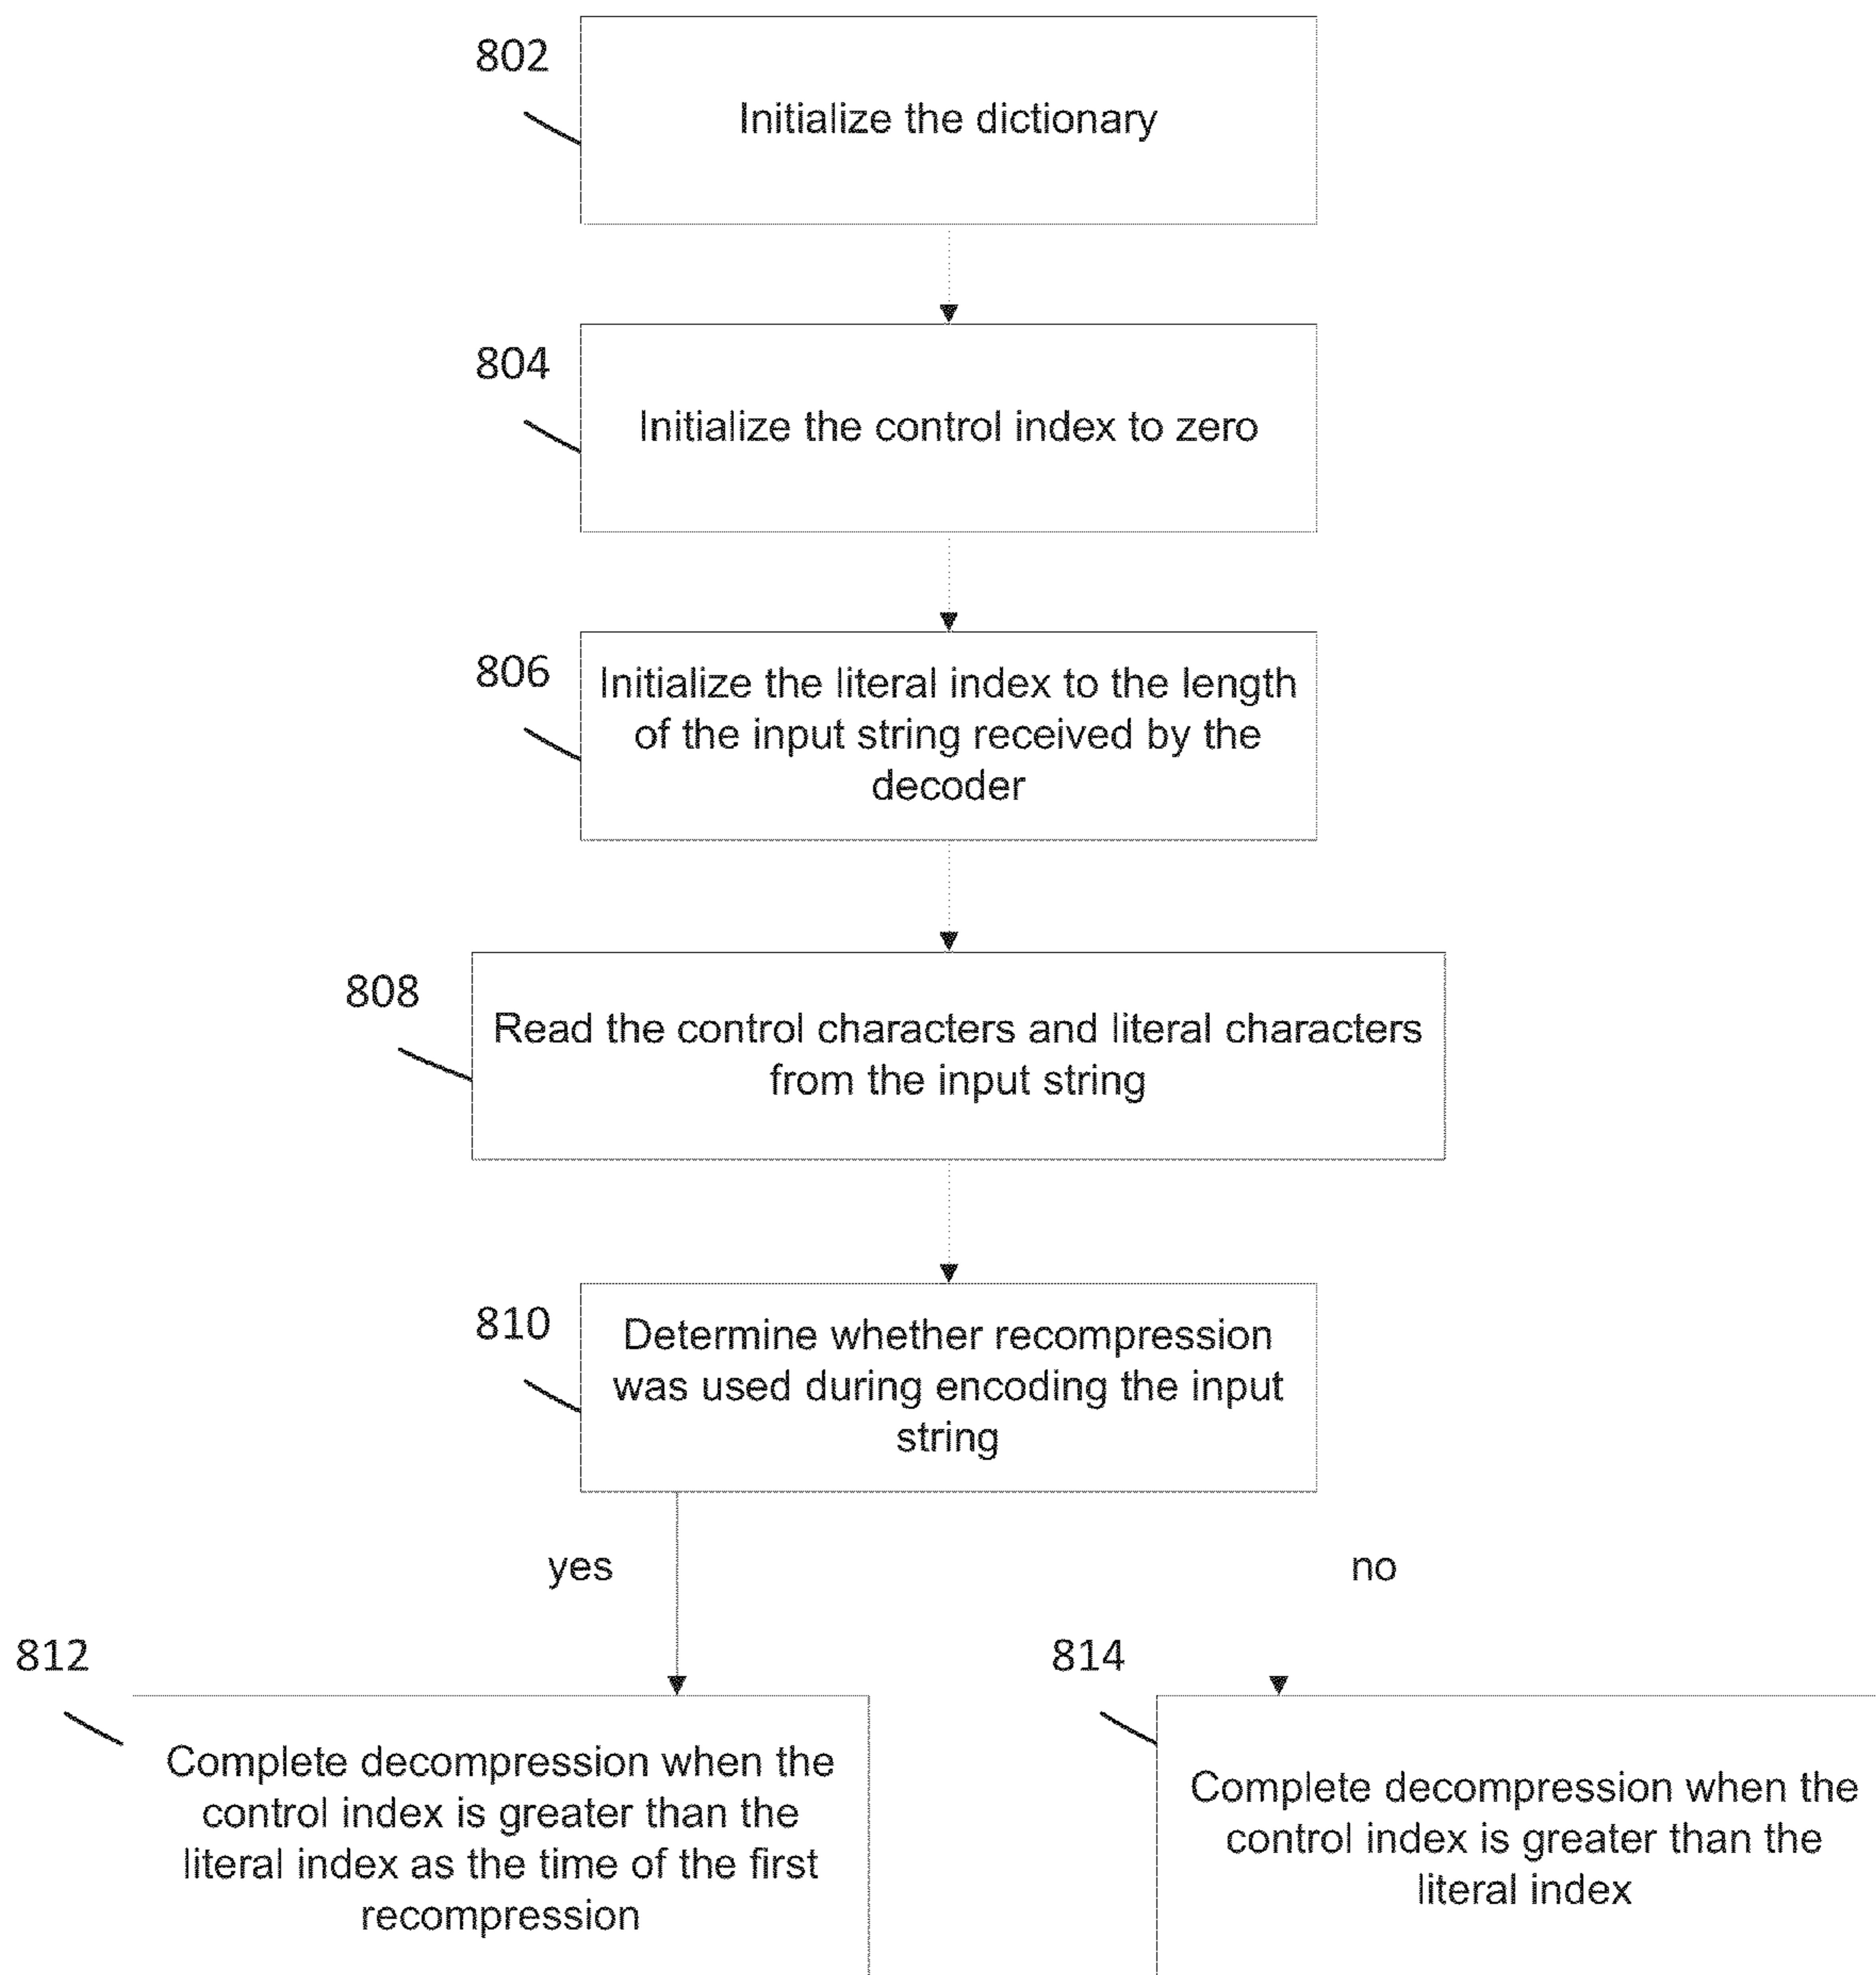 802
Initialize the dictionary
804
Initialize the control index to zero
806
Initialize the literal index to the length
of the input string received by the
decoder
808
Read the control characters and literal characters
from the input string
810
Determine whether recompression
was used during encoding the input
string
yes
no
812
Complete decompression when the
control index is greater than the
literal index as the time of the first
recompression
814
Complete decompression when the
control index is greater than the
literal index